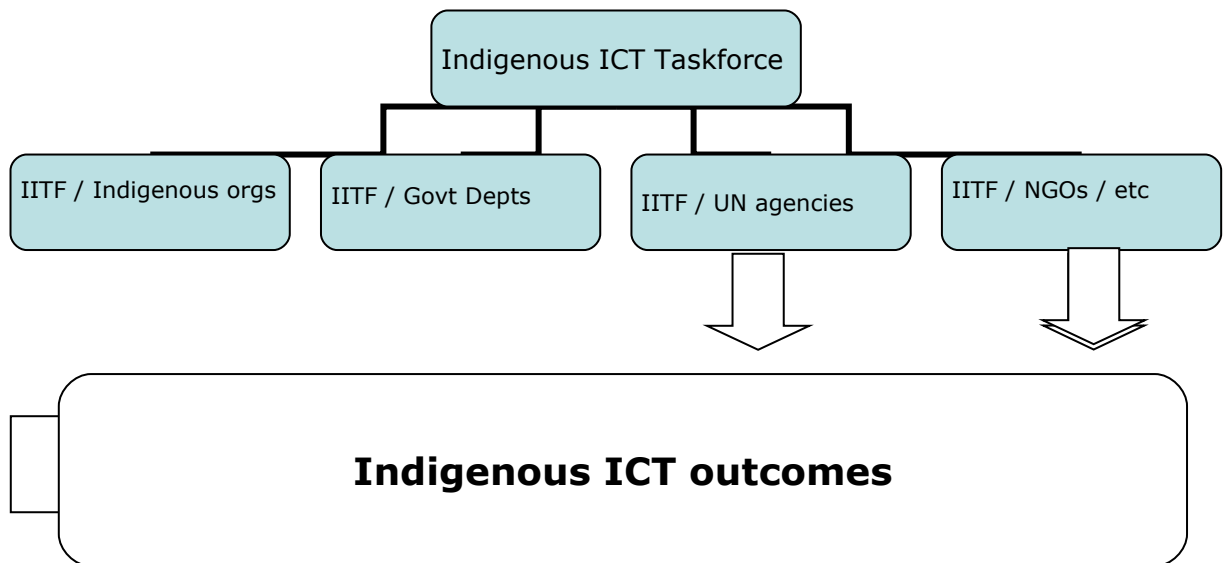 Indigenous ICT Taskforce
IITF / Indigenous orgs
IITF / Govt Depts
IITF / UN agencies
IITF / NGOs / etc
Indigenous ICT outcomes